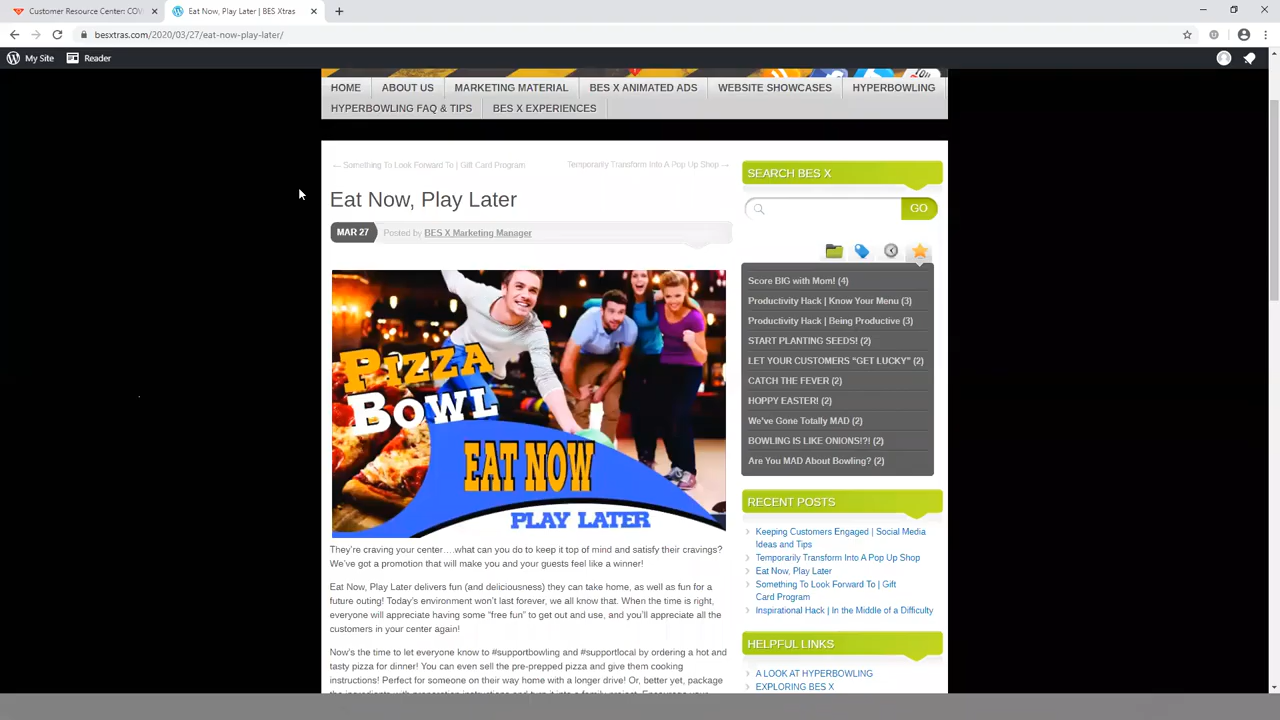 Customer Resource Center: COV
Eat Now, Play Later | BES Xtras
besxtras.com/2020/03/27/eat-now-play-later/
My Site
Reader
HOME
ABOUT US
MARKETING MATERIAL
BES X ANIMATED ADS
WEBSITE SHOWCASES
HYPERBOWLING
HYPERBOWLING FAQ & TIPS
BES X EXPERIENCES
← Something To Look Forward To | Gift Card Program
Temporarily Transform Into A Pop Up Shop →
Eat Now, Play Later
MAR 27
Posted by BES X Marketing Manager
PIZZA
BOWL
EAT NOW
PLAY LATER
They're craving your center….what can you do to keep it top of mind and satisfy their cravings?
We've got a promotion that will make you and your guests feel like a winner!
Eat Now, Play Later delivers fun (and deliciousness) they can take home, as well as fun for a
future outing! Today's environment won't last forever, we all know that. When the time is right,
everyone will appreciate having some "free fun" to get out and use, and you'll appreciate all the
customers in your center again!
Now's the time to let everyone know to #supportbowling and #supportlocal by ordering a hot and
tasty pizza for dinner! You can even sell the pre-prepped pizza and give them cooking
instructions! Perfect for someone on their way home with a longer drive! Or, better yet, package
SEARCH BES X
GO
Score BIG with Mom! (4)
Productivity Hack | Know Your Menu (3)
Productivity Hack | Being Productive (3)
START PLANTING SEEDS! (2)
LET YOUR CUSTOMERS "GET LUCKY" (2)
CATCH THE FEVER (2)
HOPPY EASTER! (2)
We've Gone Totally MAD (2)
BOWLING IS LIKE ONIONS!?! (2)
Are You MAD About Bowling? (2)
RECENT POSTS
Keeping Customers Engaged | Social Media
Ideas and Tips
Temporarily Transform Into A Pop Up Shop
Eat Now, Play Later
Something To Look Forward To | Gift
Card Program
Inspirational Hack | In the Middle of a Difficulty
HELPFUL LINKS
A LOOK AT HYPERBOWLING
EXPLORING BES X